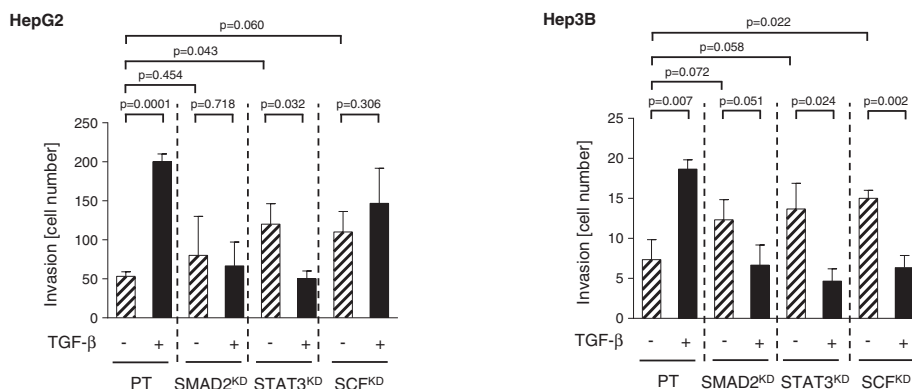 HepG2
p=0.060
p=0.043
p=0.454
p=0.0001 p=0.718 p=0.032 p=0.306
250
200
150
100
50
0
Invasion [cell number]
TGF-β - + - + - + - +
PT SMAD2KD STAT3KD SCFKD
Hep3B
p=0.022
p=0.058
p=0.072
p=0.007 p=0.051 p=0.024 p=0.002
25
20
15
10
5
0
Invasion [cell number]
TGF-β - + - + - + - +
PT SMAD2KD STAT3KD SCFKD